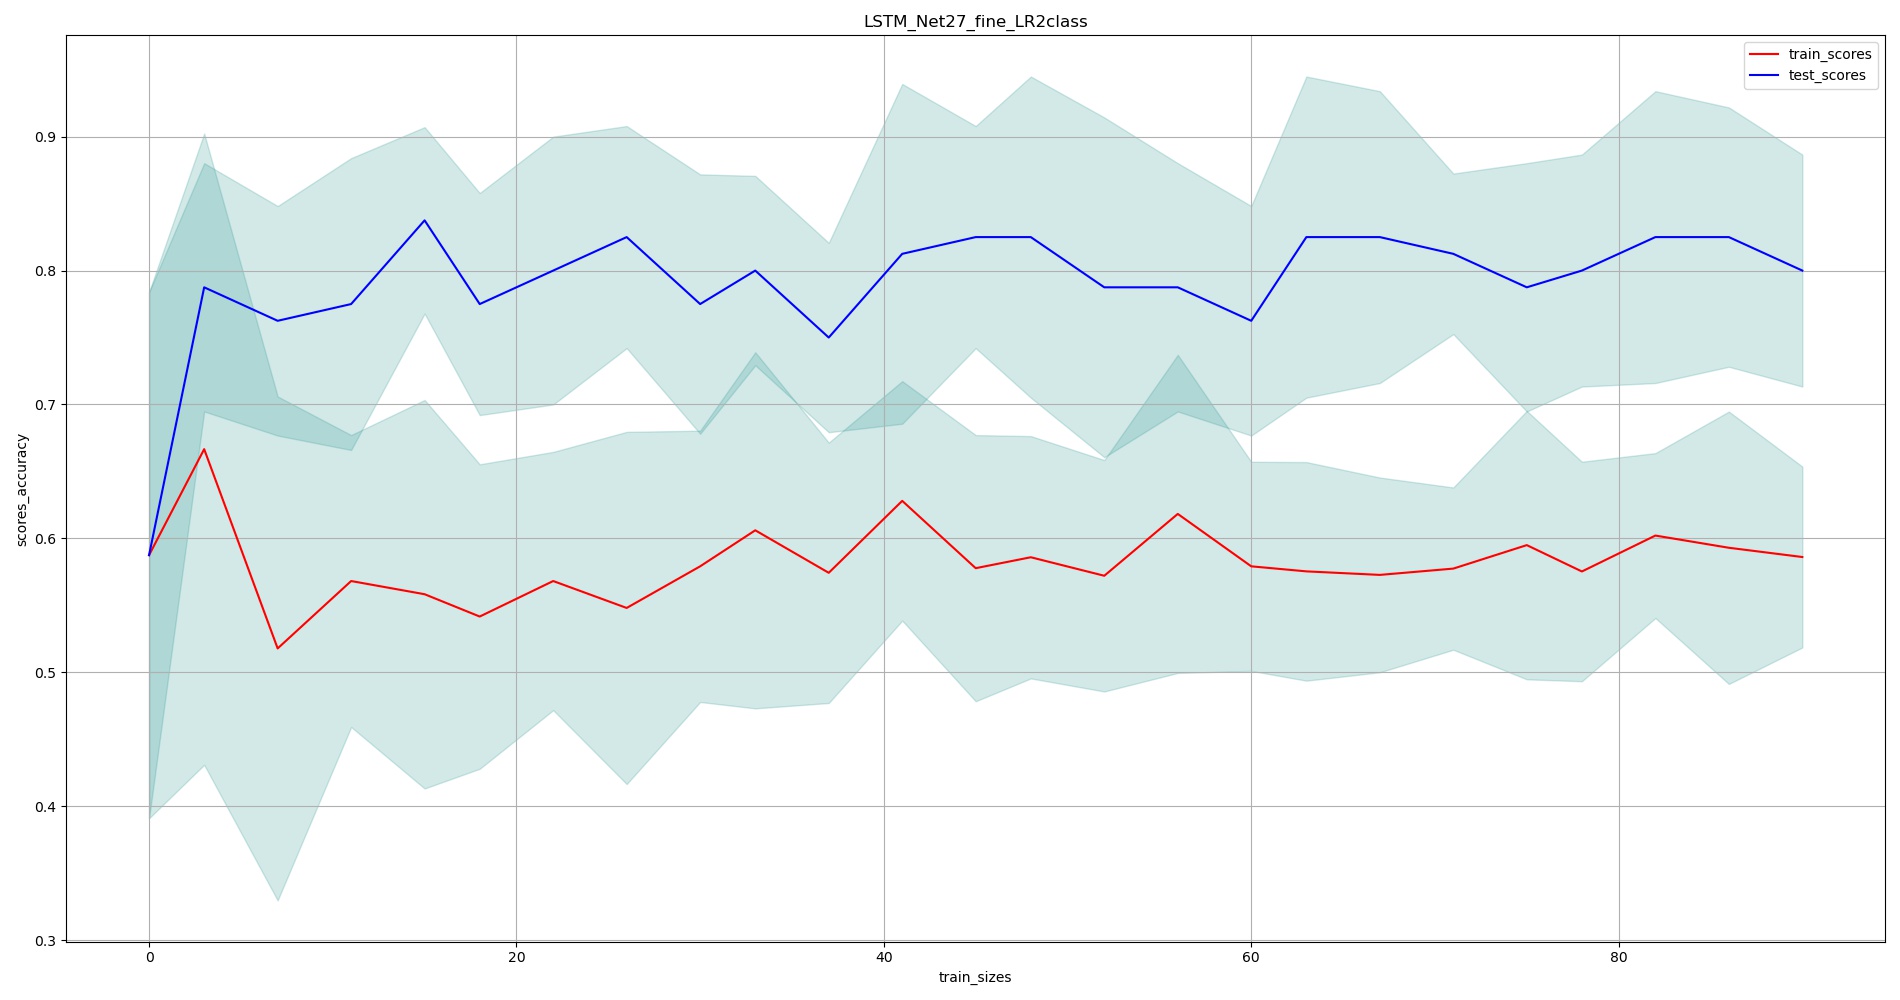 LSTM_Net27_fine_LR2class
train_scores
test_scores
0.9
0.8
0.7
0.6
0.5
0.4
0.3
scores_accuracy
0 20 40 60 80
train_sizes